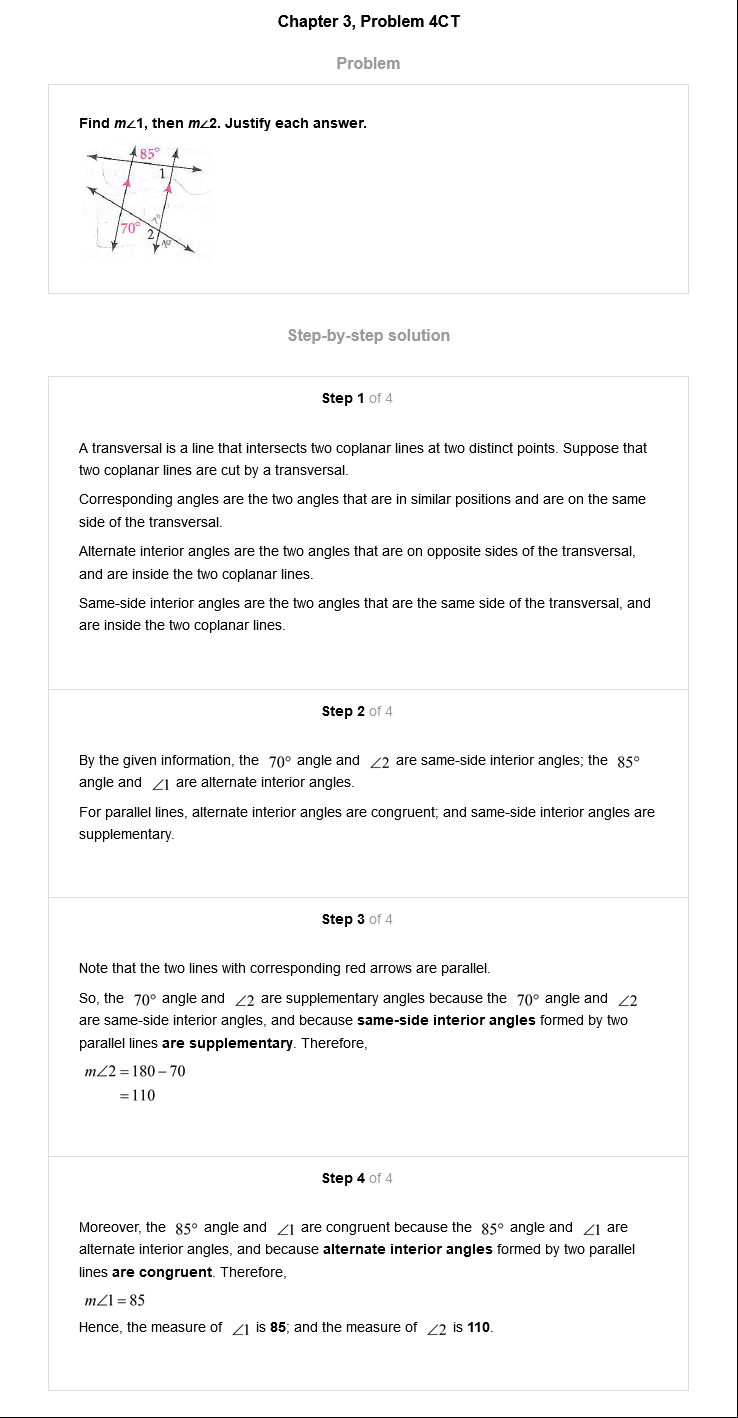 Chapter 3, Problem 4CT
Problem
Find m∠1, then m∠2. Justify each answer.
85°
1
70°
2
Step-by-step solution
Step 1 of 4
A transversal is a line that intersects two coplanar lines at two distinct points. Suppose that
two coplanar lines are cut by a transversal.
Corresponding angles are the two angles that are in similar positions and are on the same
side of the transversal.
Alternate interior angles are the two angles that are on opposite sides of the transversal,
and are inside the two coplanar lines.
Same-side interior angles are the two angles that are the same side of the transversal, and
are inside the two coplanar lines.
Step 2 of 4
By the given information, the 70° angle and ∠2 are same-side interior angles; the 85°
angle and ∠1 are alternate interior angles.
For parallel lines, alternate interior angles are congruent; and same-side interior angles are
supplementary.
Step 3 of 4
Note that the two lines with corresponding red arrows are parallel.
So, the 70° angle and ∠2 are supplementary angles because the 70° angle and ∠2
are same-side interior angles, and because same-side interior angles formed by two
parallel lines are supplementary. Therefore,
m∠2 = 180 – 70
= 110
Step 4 of 4
Moreover, the 85° angle and ∠1 are congruent because the 85° angle and ∠1 are
alternate interior angles, and because alternate interior angles formed by two parallel
lines are congruent. Therefore,
m∠1 = 85
Hence, the measure of ∠1 is 85; and the measure of ∠2 is 110.